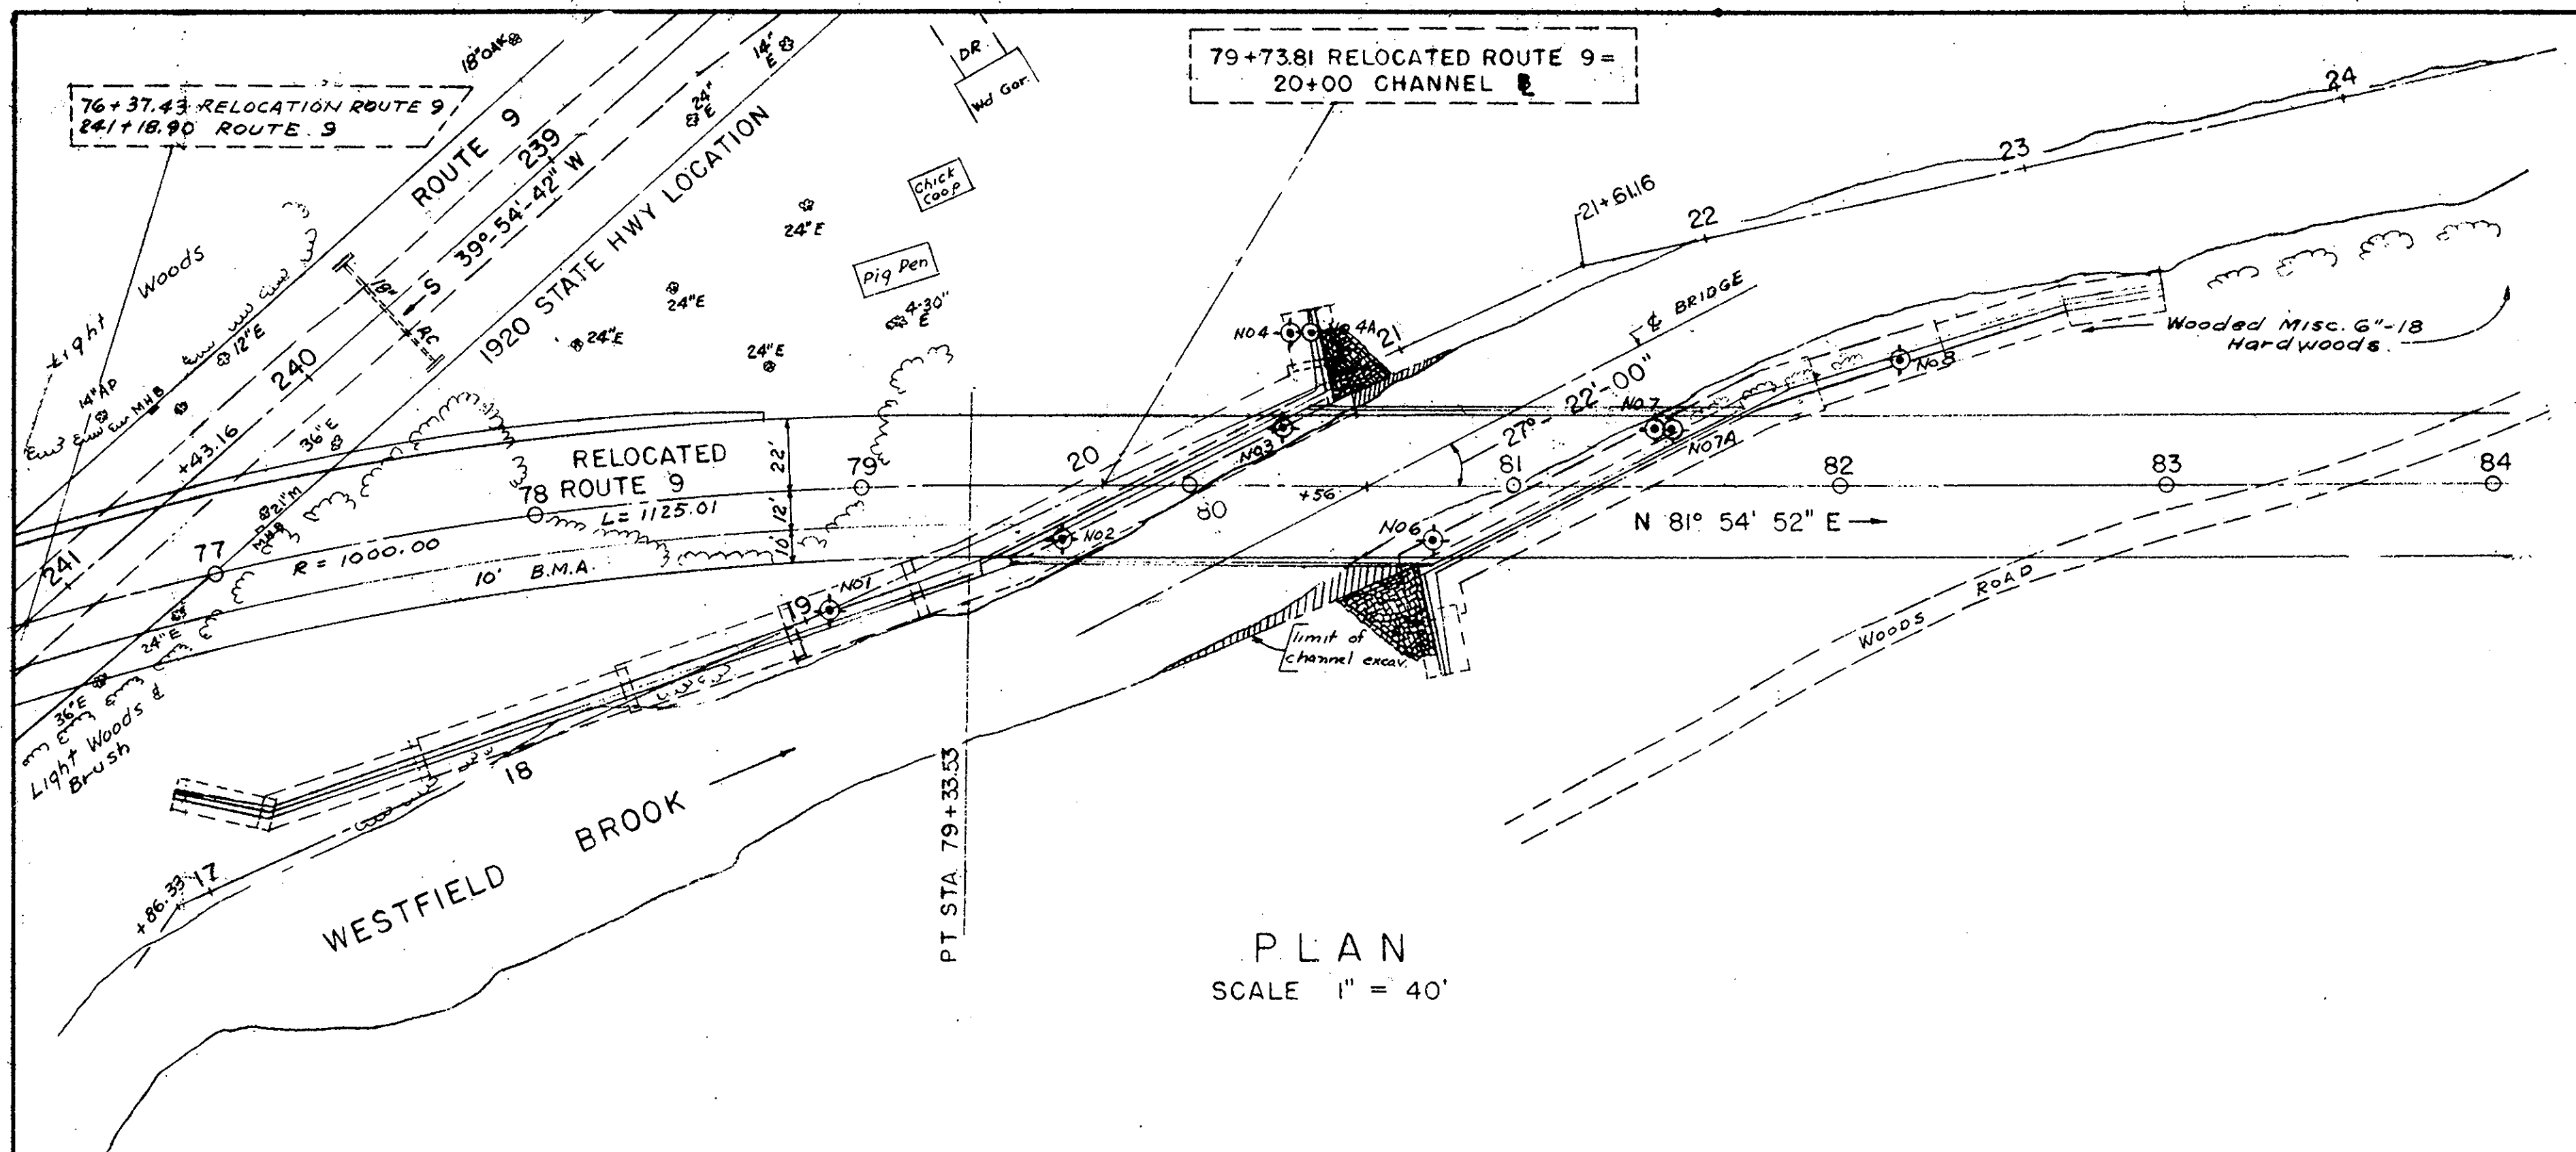 76+37.43 RELOCATION ROUTE 9
241+18.90 ROUTE 9
18"OAK
14"
E
DR.
Wd Gar.
79+73.81 RELOCATED ROUTE 9 =
20+00 CHANNEL
24
23
22
21+61.16
24"
E
ROUTE 9
239
S 39°-54'-42" W
1920 STATE HWY LOCATION
Chick
Coop
24"E
Pig Pen
4-30"
E
24"E
24"E
24"E
Light Woods
18"
RC
12"E
240
14"AP
MHB
+43.16
36"E
21"M
MHB
241
77
RELOCATED
78 ROUTE 9
L = 1125.01
R = 1000.00
10' B.M.A.
22'
12'
10'
79
20
NO4
NO 4A
21
₵ BRIDGE
27°-22'-00"
NO3
NO2
NO1
80
+56
81
82
83
84
NO7
NO7A
NO8
NO6
N 81° 54' 52" E
Wooded Misc. 6"-18
Hardwoods.
WOODS ROAD
limit of
channel excav.
19
24"E
36"E
Light Woods &
Brush
18
17
+86.33
WESTFIELD BROOK
PT STA 79+33.53
PLAN
SCALE 1" = 40'